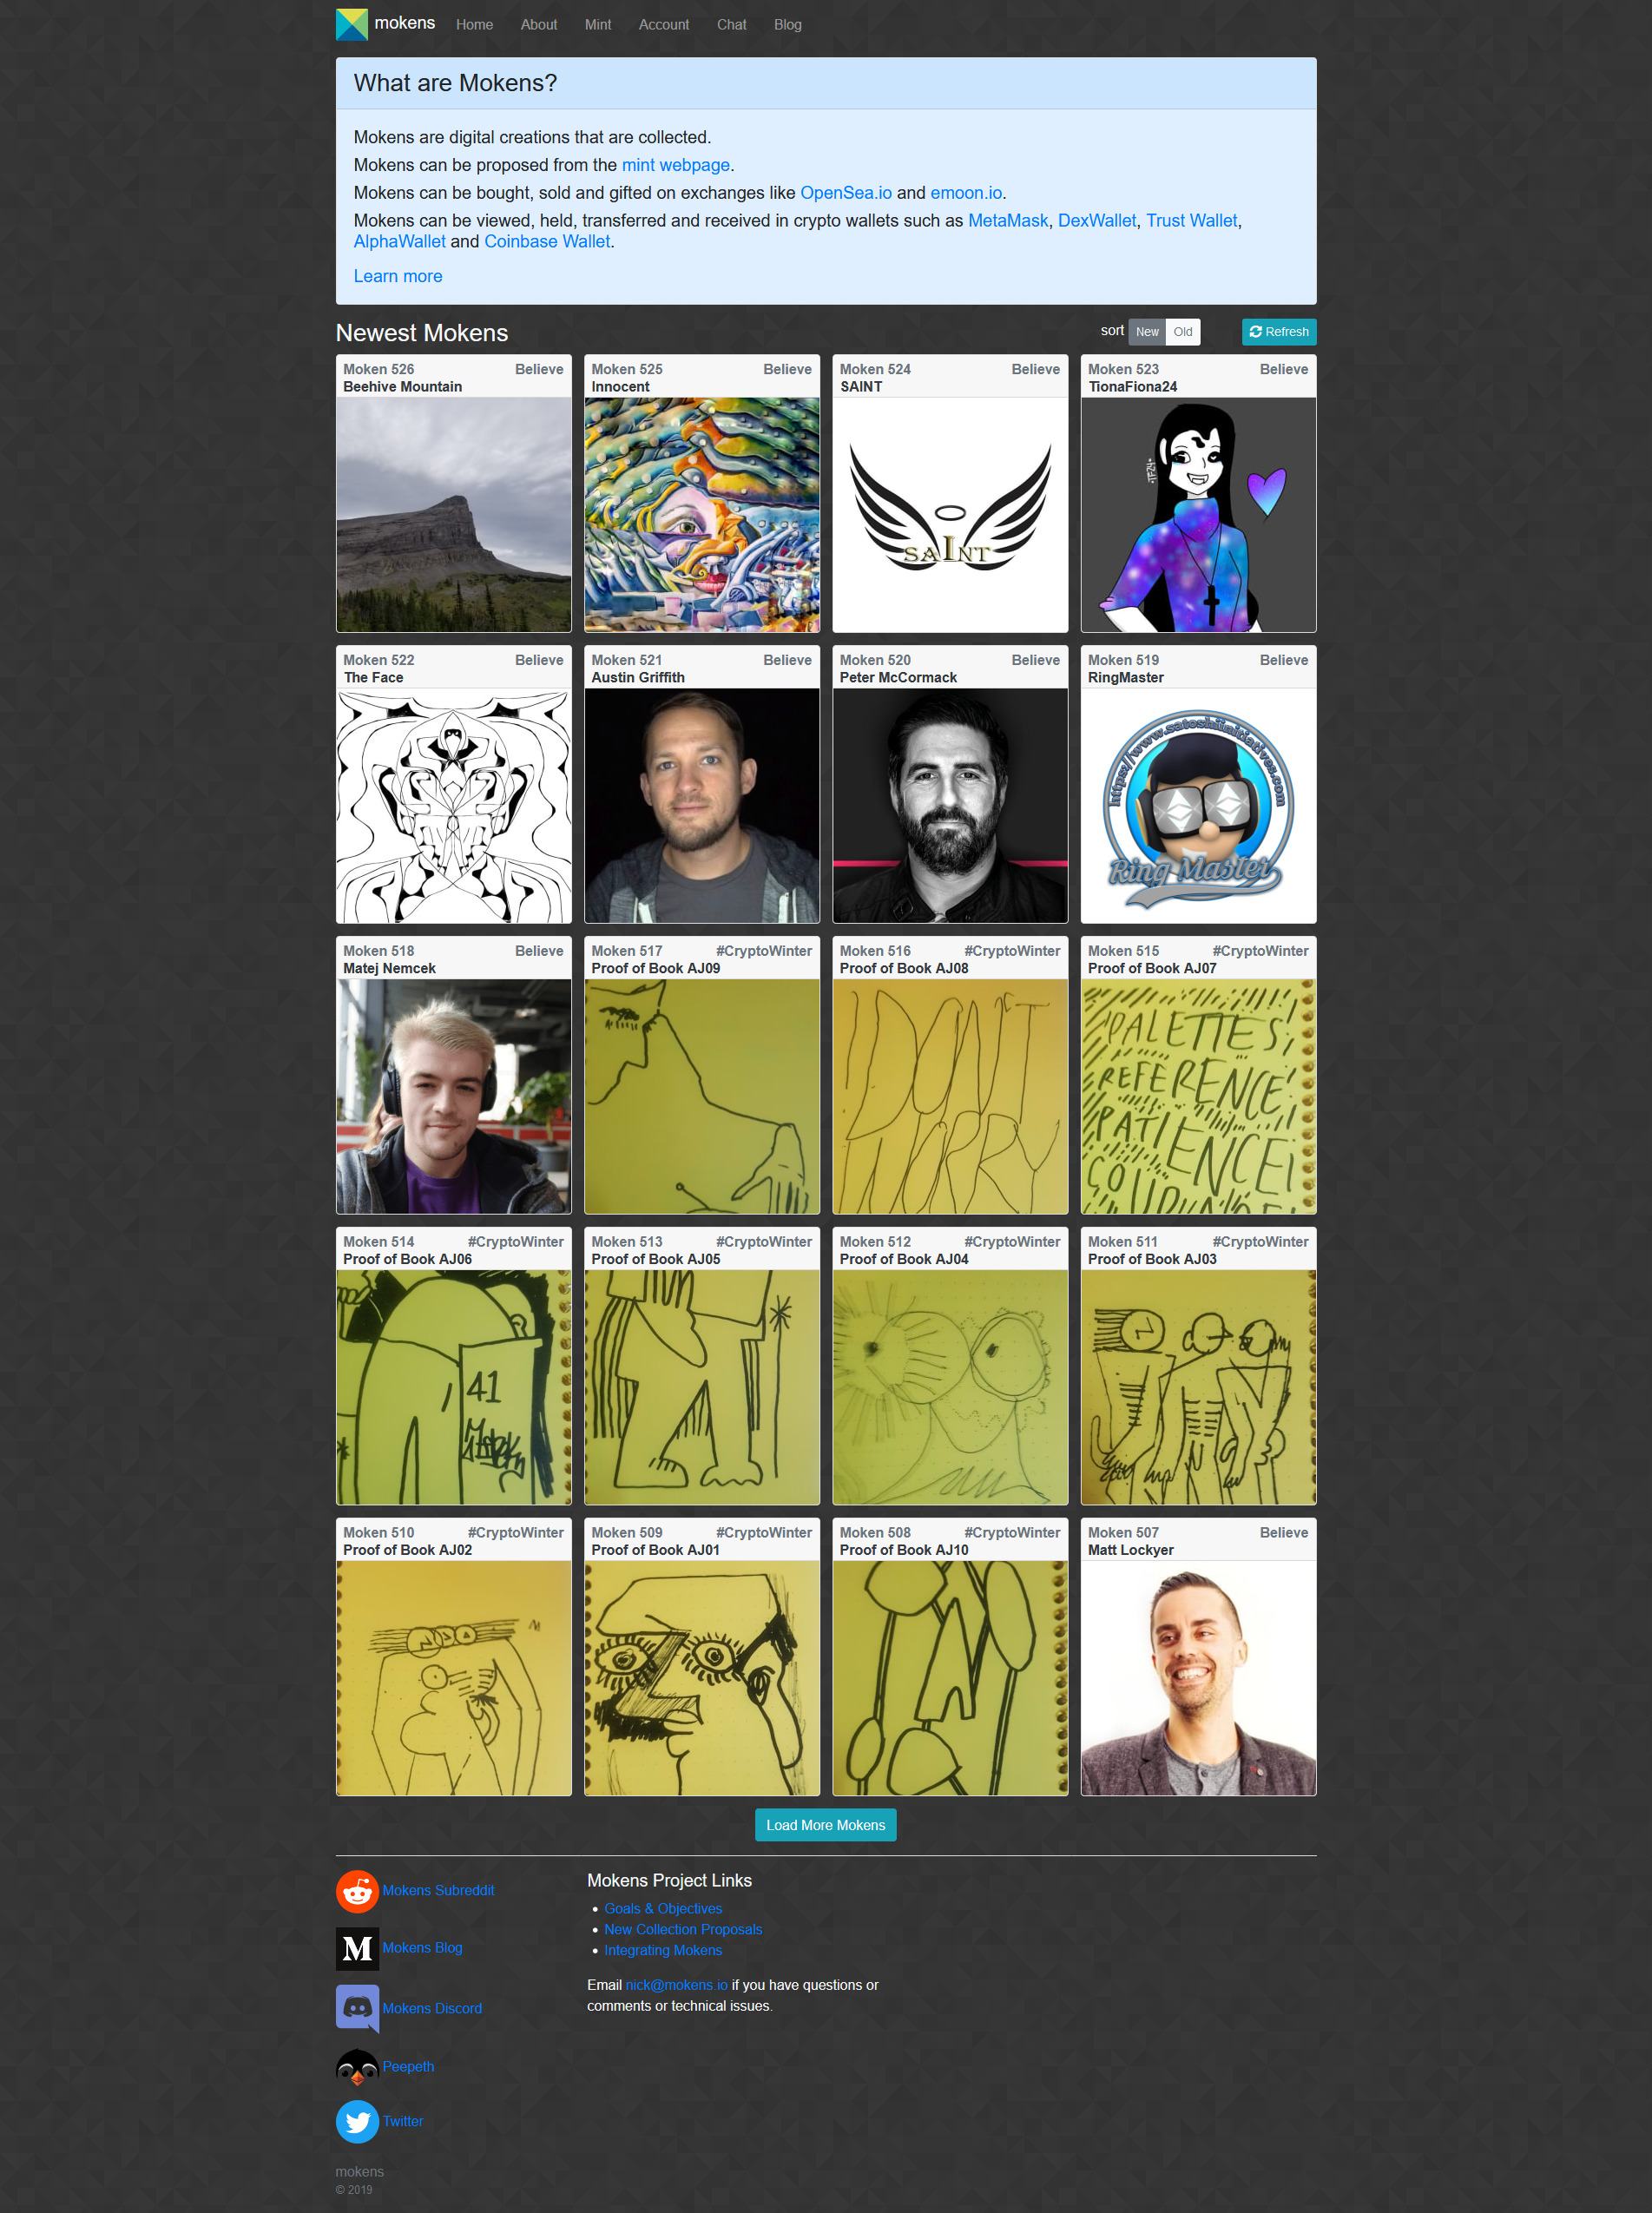 mokens Home About Mint Account Chat Blog
What are Mokens?
Mokens are digital creations that are collected.
Mokens can be proposed from the mint webpage.
Mokens can be bought, sold and gifted on exchanges like OpenSea.io and emoon.io.
Mokens can be viewed, held, transferred and received in crypto wallets such as MetaMask, DexWallet, Trust Wallet,
AlphaWallet and Coinbase Wallet.
Learn more
Newest Mokens sort New Old Refresh
Moken 526 Believe
Beehive Mountain
Moken 525 Believe
Innocent
Moken 524 Believe
SAINT
SAINT
Moken 523 Believe
TionaFiona24
•TF24•
Moken 522 Believe
The Face
Moken 521 Believe
Austin Griffith
Moken 520 Believe
Peter McCormack
Moken 519 Believe
RingMaster
https://www.satoshiinitiatives.com
Ring Master
Moken 518 Believe
Matej Nemcek
Moken 517 #CryptoWinter
Proof of Book AJ09
Moken 516 #CryptoWinter
Proof of Book AJ08
Moken 515 #CryptoWinter
Proof of Book AJ07
PALETTES!
REFERENCE!
PATIENCE!
Moken 514 #CryptoWinter
Proof of Book AJ06
41
Moken 513 #CryptoWinter
Proof of Book AJ05
Moken 512 #CryptoWinter
Proof of Book AJ04
Moken 511 #CryptoWinter
Proof of Book AJ03
Moken 510 #CryptoWinter
Proof of Book AJ02
Moken 509 #CryptoWinter
Proof of Book AJ01
Moken 508 #CryptoWinter
Proof of Book AJ10
Moken 507 Believe
Matt Lockyer
Load More Mokens
Mokens Subreddit
M Mokens Blog
Mokens Discord
Peepeth
Twitter
Mokens Project Links
Goals & Objectives
New Collection Proposals
Integrating Mokens
Email nick@mokens.io if you have questions or
comments or technical issues.
mokens
© 2019